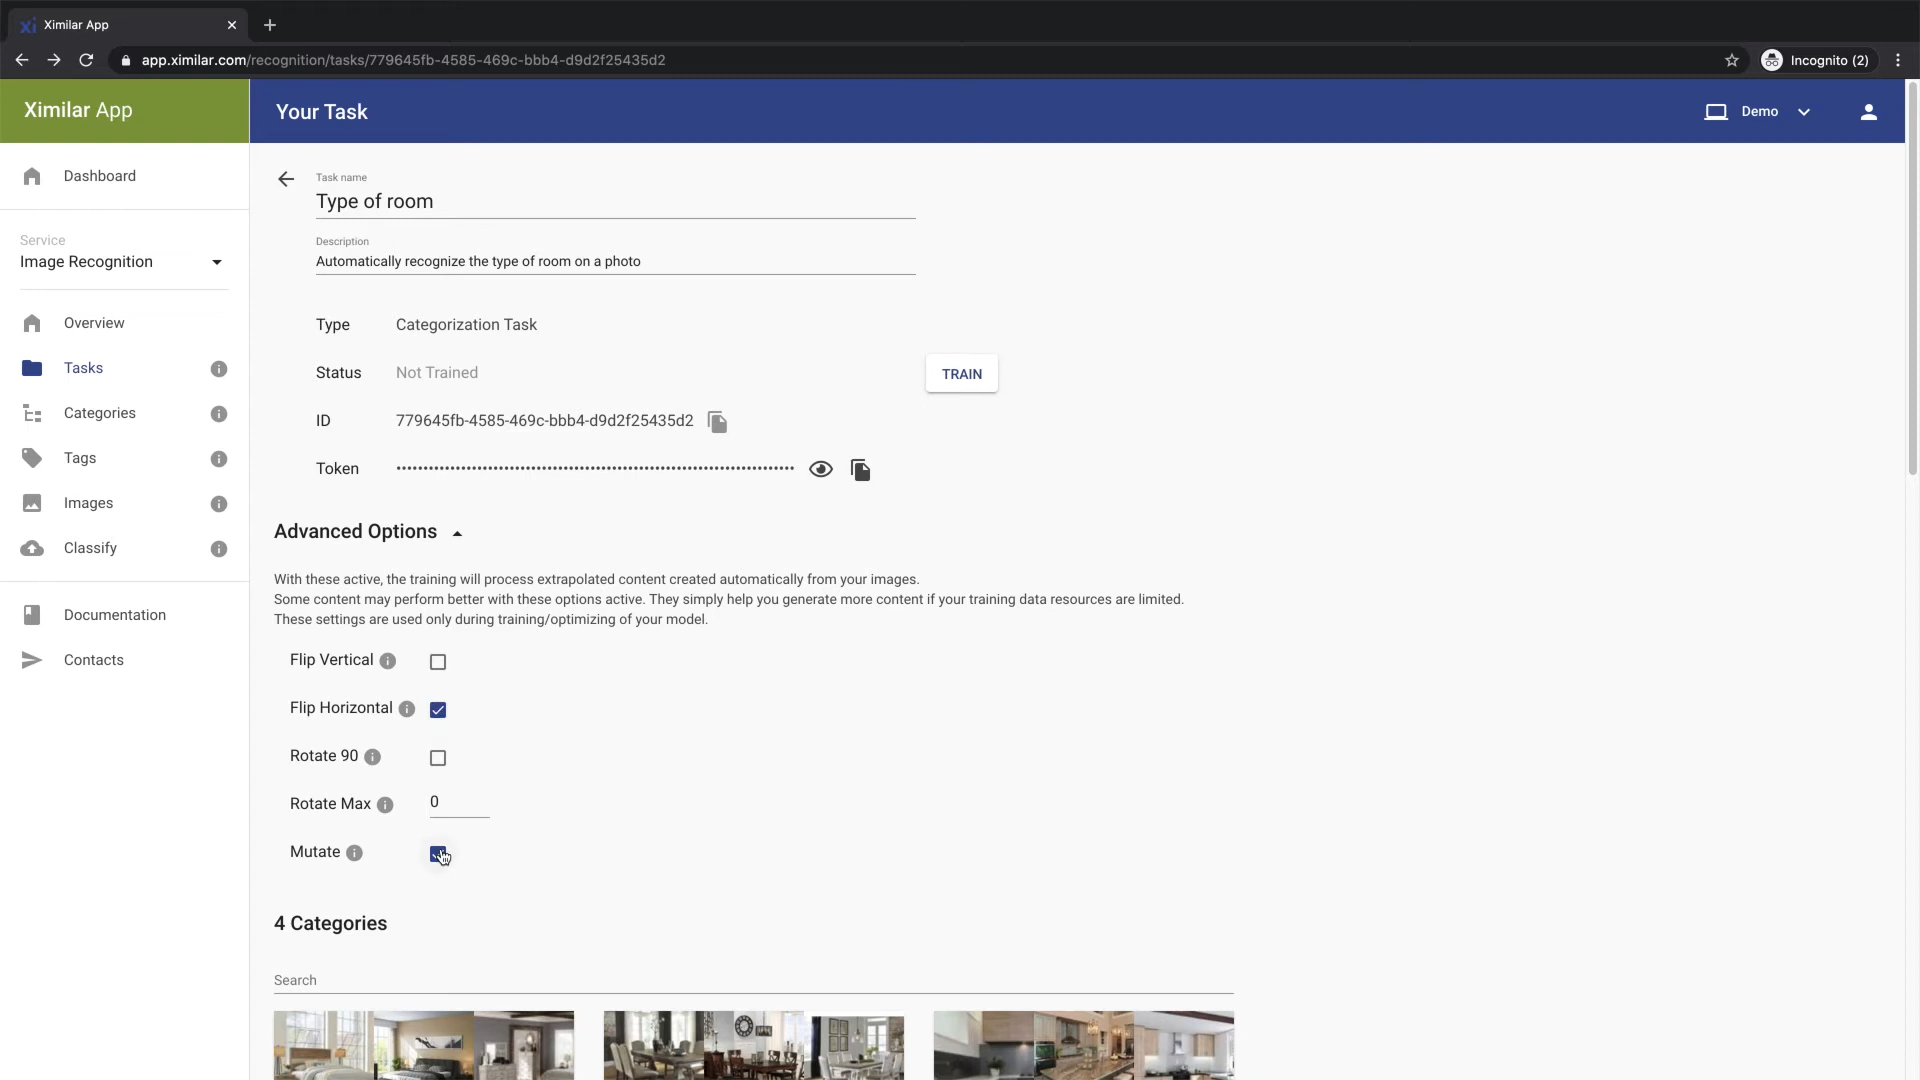 Ximilar App
app.ximilar.com/recognition/tasks/779645fb-4585-469c-bbb4-d9d2f25435d2
Incognito (2)
Ximilar App
Your Task
Demo
Dashboard
Service
Image Recognition
Overview
Tasks
Categories
Tags
Images
Classify
Documentation
Contacts
Task name
Type of room
Description
Automatically recognize the type of room on a photo
Type Categorization Task
Status Not Trained
TRAIN
ID 779645fb-4585-469c-bbb4-d9d2f25435d2
Token
Advanced Options
With these active, the training will process extrapolated content created automatically from your images.
Some content may perform better with these options active. They simply help you generate more content if your training data resources are limited.
These settings are used only during training/optimizing of your model.
Flip Vertical
Flip Horizontal
Rotate 90
Rotate Max 0
Mutate
4 Categories
Search